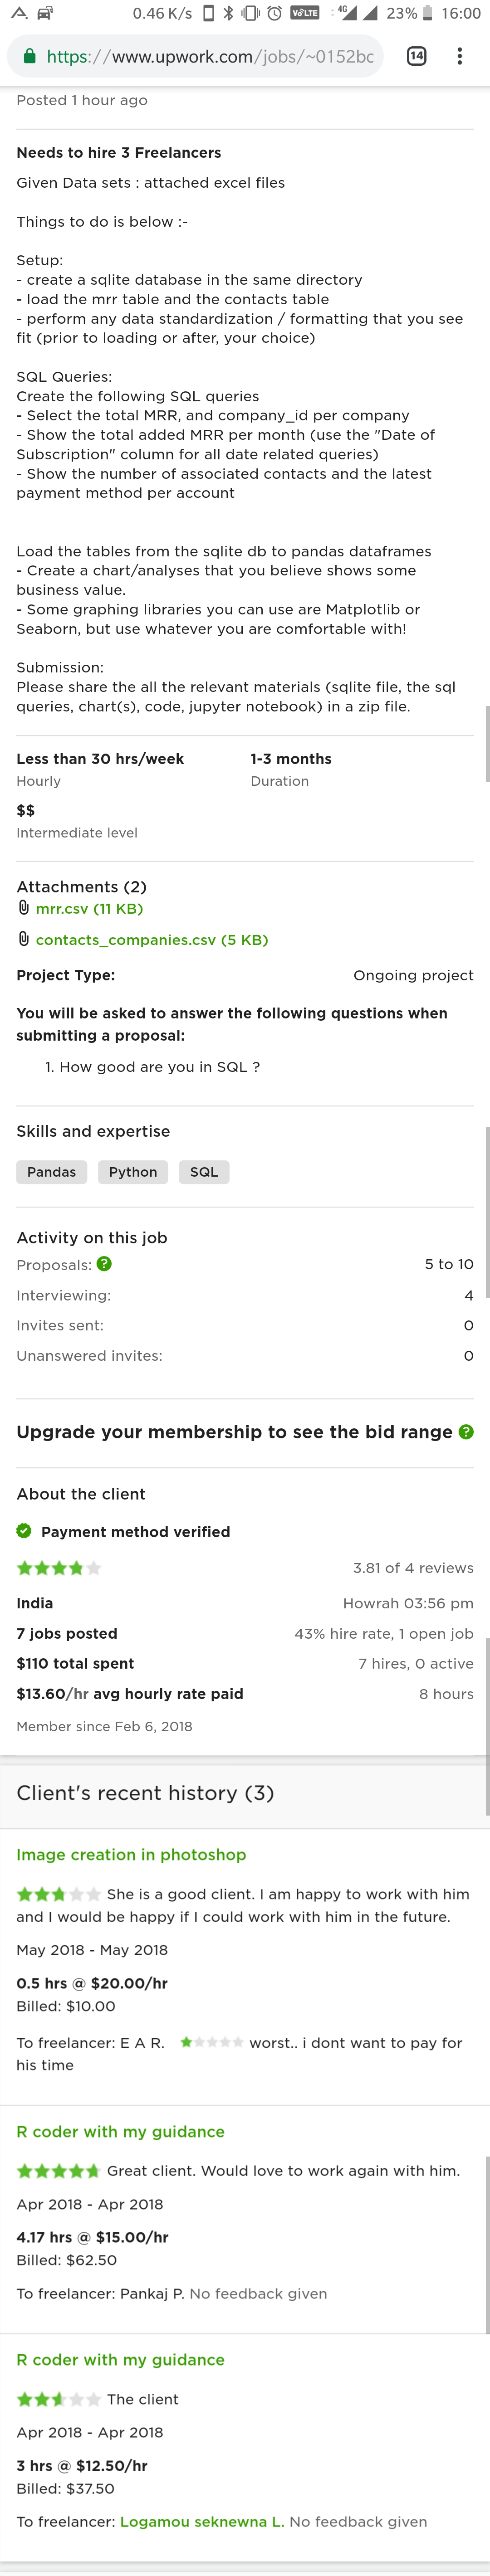 0.46 K/s VoLTE 4G 23% 16:00
https://www.upwork.com/jobs/~0152bc 14
Posted 1 hour ago
Needs to hire 3 Freelancers
Given Data sets : attached excel files
Things to do is below :-
Setup:
- create a sqlite database in the same directory
- load the mrr table and the contacts table
- perform any data standardization / formatting that you see
fit (prior to loading or after, your choice)
SQL Queries:
Create the following SQL queries
- Select the total MRR, and company_id per company
- Show the total added MRR per month (use the "Date of
Subscription" column for all date related queries)
- Show the number of associated contacts and the latest
payment method per account
Load the tables from the sqlite db to pandas dataframes
- Create a chart/analyses that you believe shows some
business value.
- Some graphing libraries you can use are Matplotlib or
Seaborn, but use whatever you are comfortable with!
Submission:
Please share the all the relevant materials (sqlite file, the sql
queries, chart(s), code, jupyter notebook) in a zip file.
Less than 30 hrs/week 1-3 months
Hourly Duration
$$
Intermediate level
Attachments (2)
mrr.csv (11 KB)
contacts_companies.csv (5 KB)
Project Type: Ongoing project
You will be asked to answer the following questions when
submitting a proposal:
1. How good are you in SQL ?
Skills and expertise
Pandas Python SQL
Activity on this job
Proposals: ? 5 to 10
Interviewing: 4
Invites sent: 0
Unanswered invites: 0
Upgrade your membership to see the bid range ?
About the client
Payment method verified
3.81 of 4 reviews
India Howrah 03:56 pm
7 jobs posted 43% hire rate, 1 open job
$110 total spent 7 hires, 0 active
$13.60/hr avg hourly rate paid 8 hours
Member since Feb 6, 2018
Client's recent history (3)
Image creation in photoshop
She is a good client. I am happy to work with him
and I would be happy if I could work with him in the future.
May 2018 - May 2018
0.5 hrs @ $20.00/hr
Billed: $10.00
To freelancer: E A R. worst.. i dont want to pay for
his time
R coder with my guidance
Great client. Would love to work again with him.
Apr 2018 - Apr 2018
4.17 hrs @ $15.00/hr
Billed: $62.50
To freelancer: Pankaj P. No feedback given
R coder with my guidance
The client
Apr 2018 - Apr 2018
3 hrs @ $12.50/hr
Billed: $37.50
To freelancer: Logamou seknewna L. No feedback given